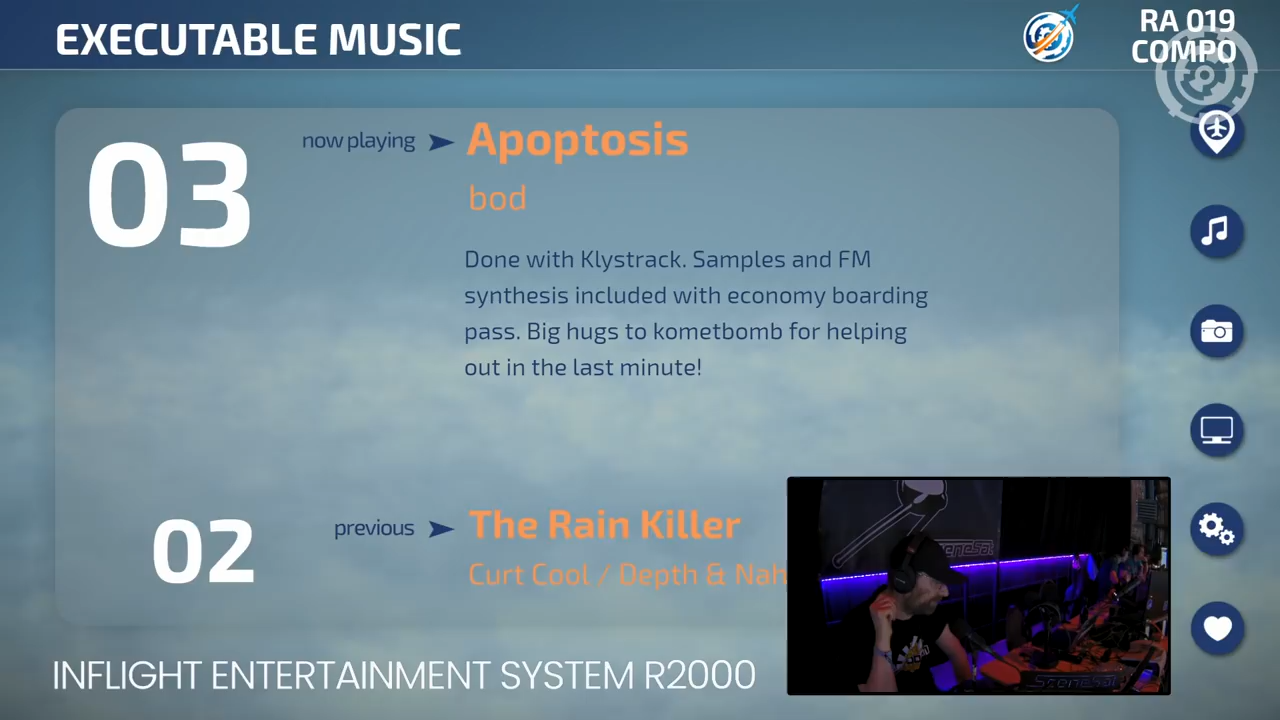 EXECUTABLE MUSIC
RA 019
COMPO
03
now playing
Apoptosis
bod
Done with Klystrack. Samples and FM
synthesis included with economy boarding
pass. Big hugs to kometbomb for helping
out in the last minute!
02
previous
The Rain Killer
Curt Cool / Depth & Nah
SceneSat
SceneSat
INFLIGHT ENTERTAINMENT SYSTEM R2000